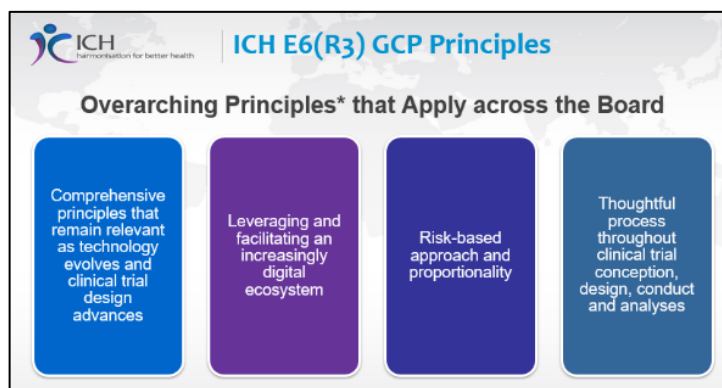 ICH
harmonisation for better health
ICH E6(R3) GCP Principles
Overarching Principles* that Apply across the Board
Comprehensive
principles that
remain relevant
as technology
evolves and
clinical trial
design
advances
Leveraging and
facilitating an
increasingly
digital
ecosystem
Risk-based
approach and
proportionality
Thoughtful
process
throughout
clinical trial
conception,
design, conduct
and analyses